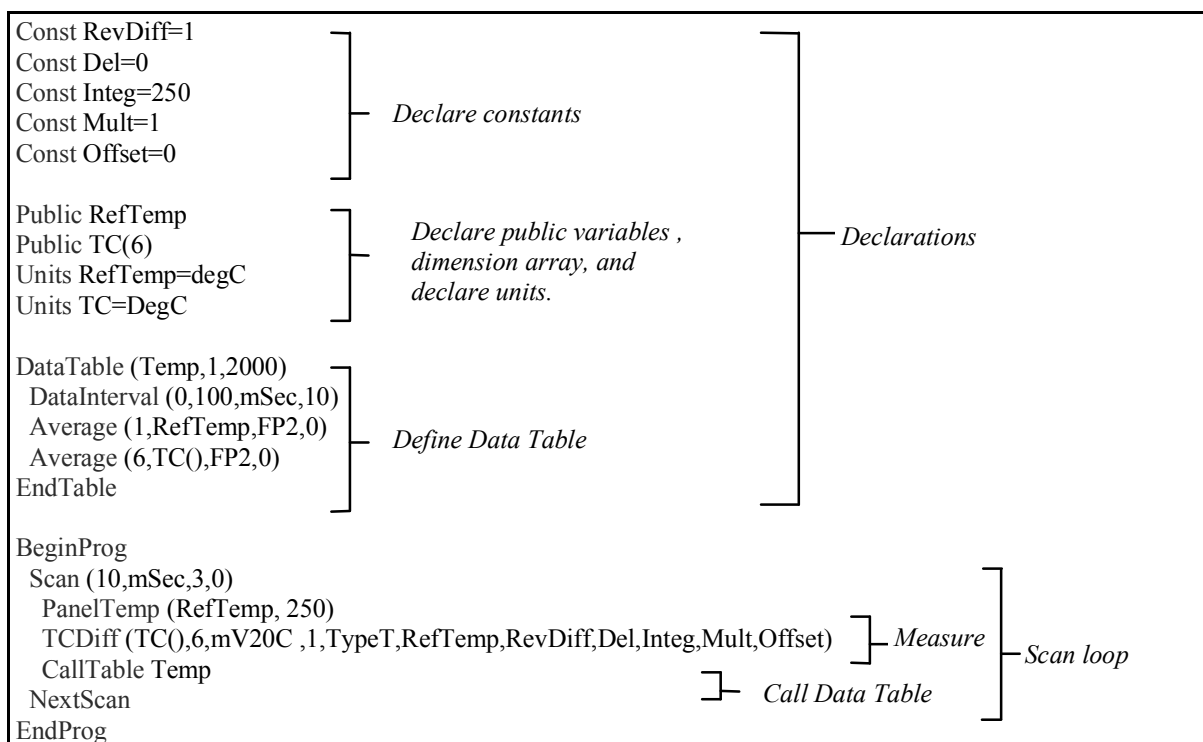 Const RevDiff=1
Const Del=0
Const Integ=250
Const Mult=1
Const Offset=0
Declare constants
Public RefTemp
Public TC(6)
Units RefTemp=degC
Units TC=DegC
Declare public variables ,
dimension array, and
declare units.
Declarations
DataTable (Temp,1,2000)
DataInterval (0,100,mSec,10)
Average (1,RefTemp,FP2,0)
Average (6,TC(),FP2,0)
EndTable
Define Data Table
BeginProg
Scan (10,mSec,3,0)
PanelTemp (RefTemp, 250)
TCDiff (TC(),6,mV20C ,1,TypeT,RefTemp,RevDiff,Del,Integ,Mult,Offset)
Measure
Scan loop
CallTable Temp
Call Data Table
NextScan
EndProg